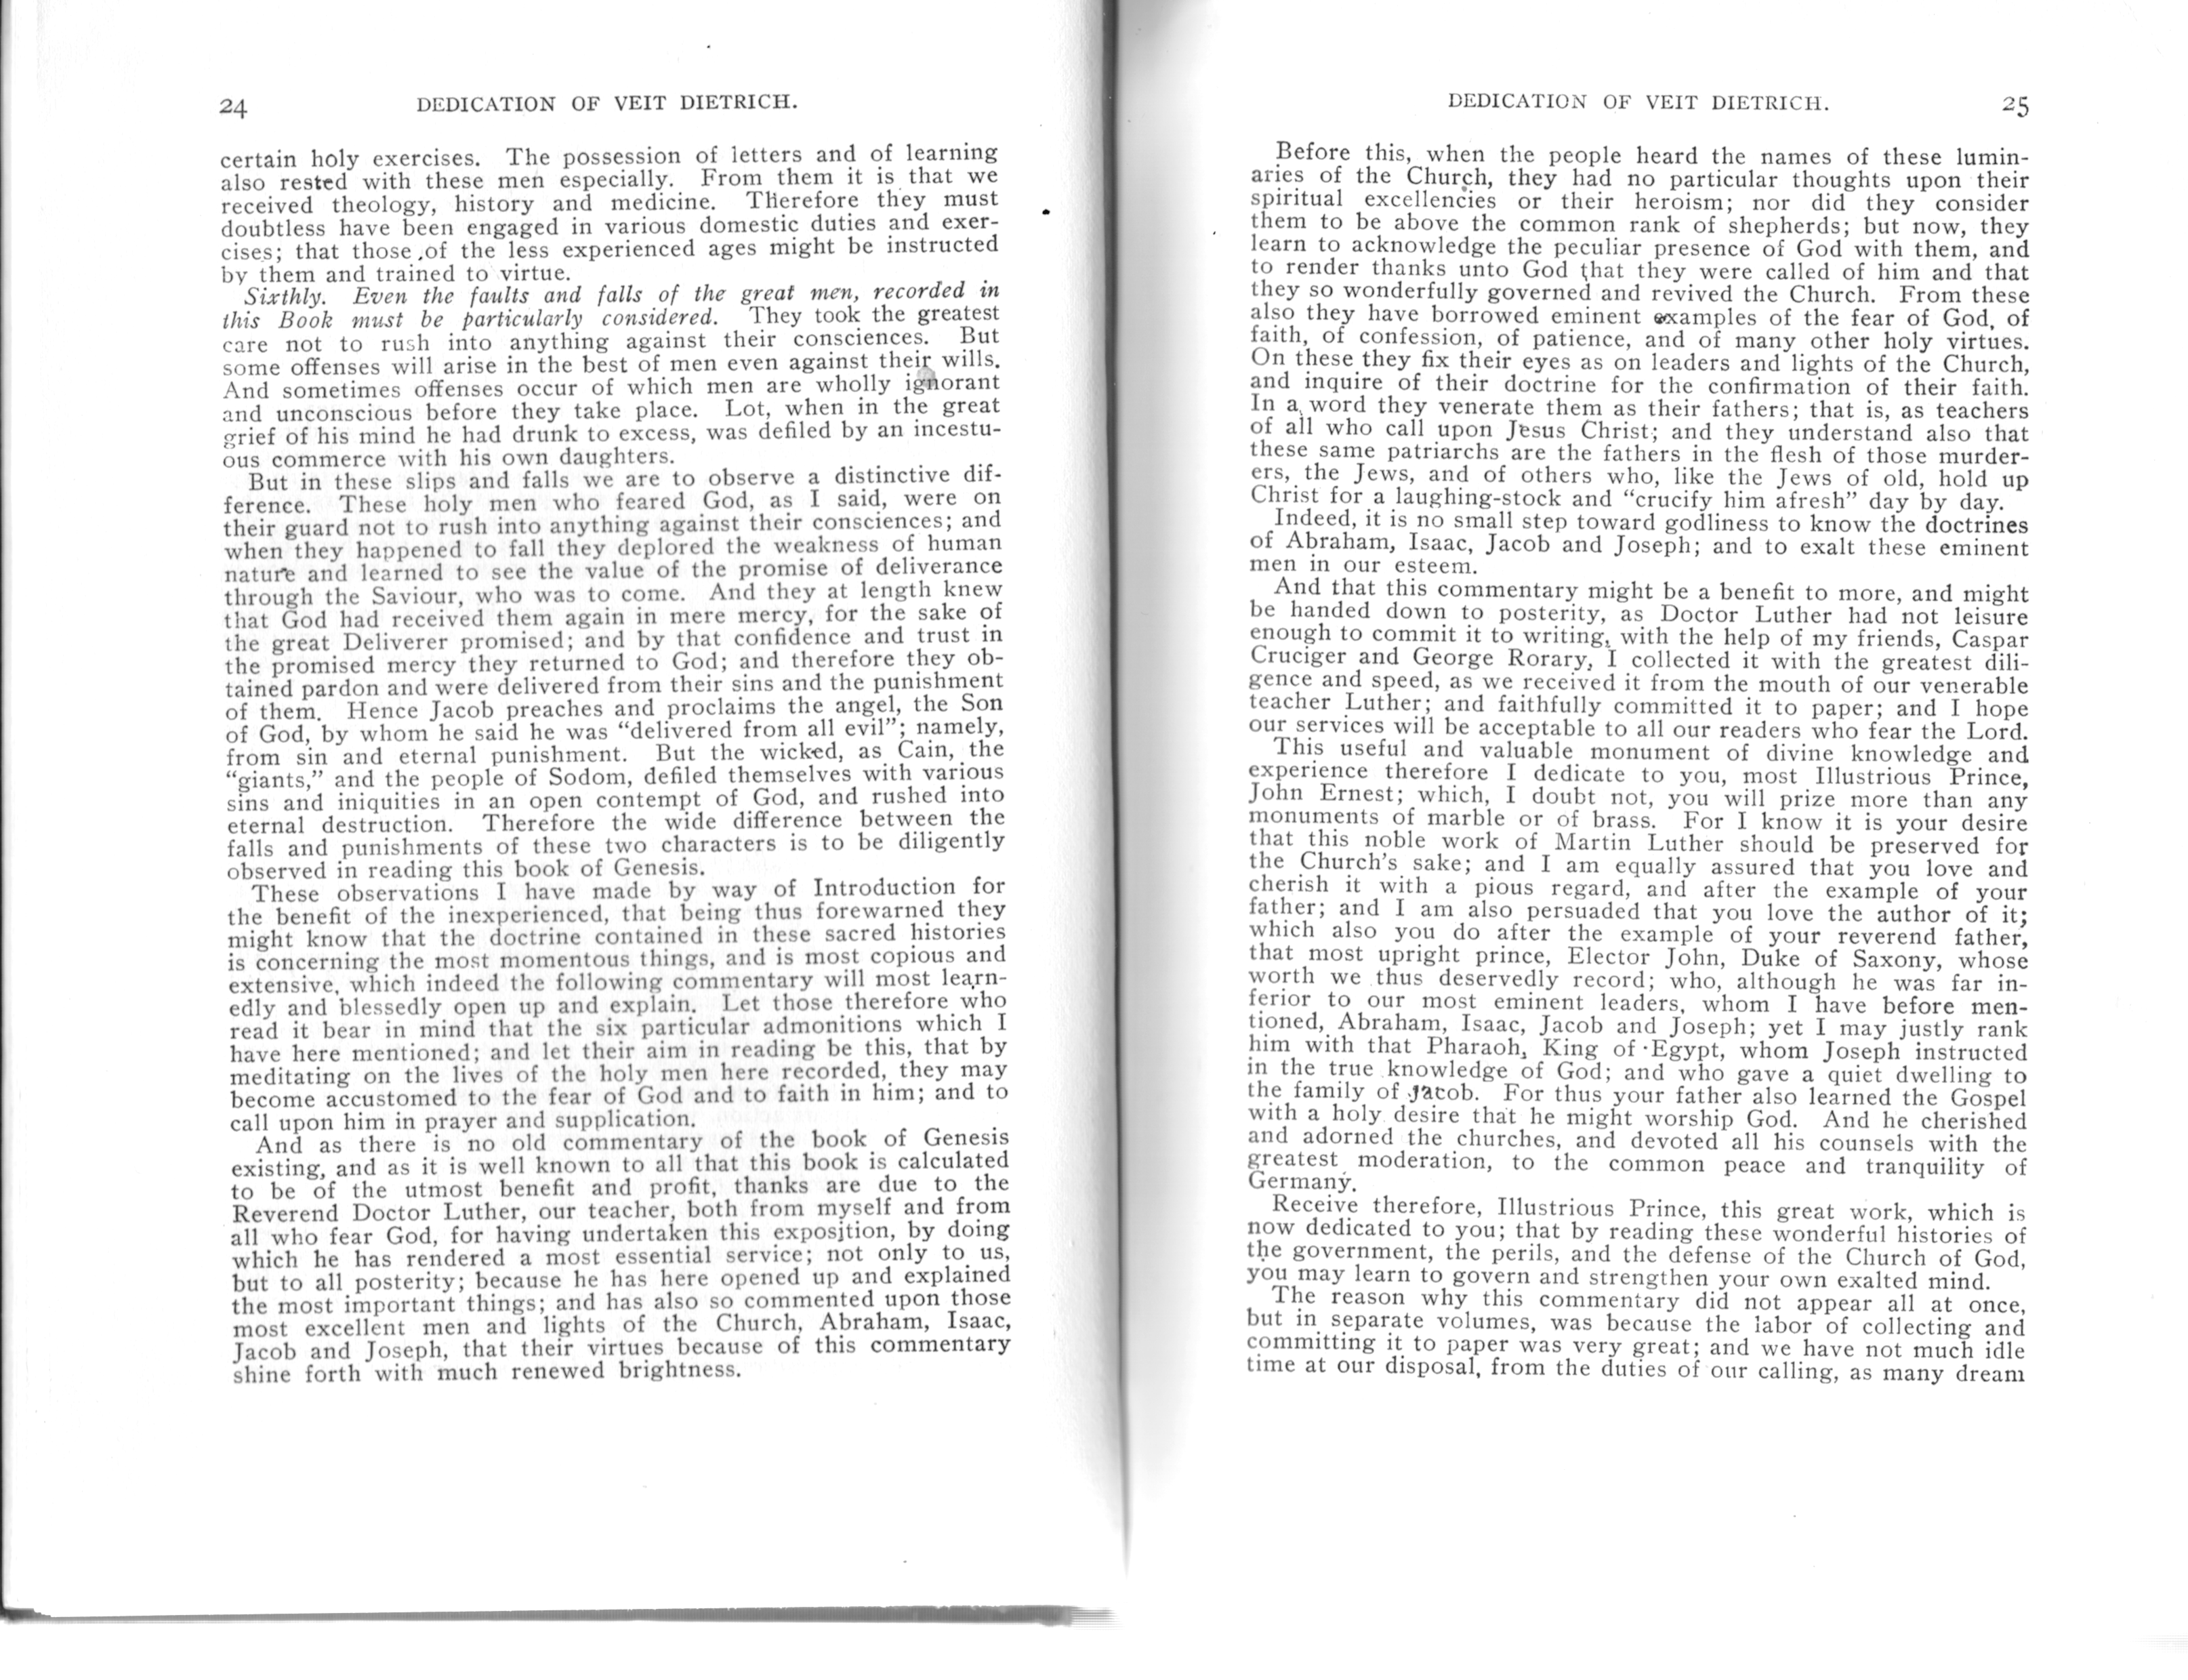 24 DEDICATION OF VEIT DIETRICH.
certain holy exercises. The possession of letters and of learning
also rested with these men especially. From them it is that we
received theology, history and medicine. Therefore they must
doubtless have been engaged in various domestic duties and exer-
cises; that those of the less experienced ages might be instructed
by them and trained to virtue.
Sixthly. Even the faults and falls of the great men, recorded in
this Book must be particularly considered. They took the greatest
care not to rush into anything against their consciences. But
some offenses will arise in the best of men even against their wills.
And sometimes offenses occur of which men are wholly ignorant
and unconscious before they take place. Lot, when in the great
grief of his mind he had drunk to excess, was defiled by an incestu-
ous commerce with his own daughters.
But in these slips and falls we are to observe a distinctive dif-
ference. These holy men who feared God, as I said, were on
their guard not to rush into anything against their consciences; and
when they happened to fall they deplored the weakness of human
nature and learned to see the value of the promise of deliverance
through the Saviour, who was to come. And they at length knew
that God had received them again in mere mercy, for the sake of
the great Deliverer promised; and by that confidence and trust in
the promised mercy they returned to God; and therefore they ob-
tained pardon and were delivered from their sins and the punishment
of them. Hence Jacob preaches and proclaims the angel, the Son
of God, by whom he said he was "delivered from all evil"; namely,
from sin and eternal punishment. But the wicked, as Cain, the
"giants," and the people of Sodom, defiled themselves with various
sins and iniquities in an open contempt of God, and rushed into
eternal destruction. Therefore the wide difference between the
falls and punishments of these two characters is to be diligently
observed in reading this book of Genesis.
These observations I have made by way of Introduction for
the benefit of the inexperienced, that being thus forewarned they
might know that the doctrine contained in these sacred histories
is concerning the most momentous things, and is most copious and
extensive, which indeed the following commentary will most learn-
edly and blessedly open up and explain. Let those therefore who
read it bear in mind that the six particular admonitions which I
have here mentioned; and let their aim in reading be this, that by
meditating on the lives of the holy men here recorded, they may
become accustomed to the fear of God and to faith in him; and to
call upon him in prayer and supplication.
And as there is no old commentary of the book of Genesis
existing, and as it is well known to all that this book is calculated
to be of the utmost benefit and profit, thanks are due to the
Reverend Doctor Luther, our teacher, both from myself and from
all who fear God, for having undertaken this exposition, by doing
which he has rendered a most essential service; not only to us,
but to all posterity; because he has here opened up and explained
the most important things; and has also so commented upon those
most excellent men and lights of the Church, Abraham, Isaac,
Jacob and Joseph, that their virtues because of this commentary
shine forth with much renewed brightness.
DEDICATION OF VEIT DIETRICH. 25
Before this, when the people heard the names of these lumin-
aries of the Church, they had no particular thoughts upon their
spiritual excellencies or their heroism; nor did they consider
them to be above the common rank of shepherds; but now, they
learn to acknowledge the peculiar presence of God with them, and
to render thanks unto God that they were called of him and that
they so wonderfully governed and revived the Church. From these
also they have borrowed eminent examples of the fear of God, of
faith, of confession, of patience, and of many other holy virtues.
On these they fix their eyes as on leaders and lights of the Church,
and inquire of their doctrine for the confirmation of their faith.
In a word they venerate them as their fathers; that is, as teachers
of all who call upon Jesus Christ; and they understand also that
these same patriarchs are the fathers in the flesh of those murder-
ers, the Jews, and of others who, like the Jews of old, hold up
Christ for a laughing-stock and "crucify him afresh" day by day.
Indeed, it is no small step toward godliness to know the doctrines
of Abraham, Isaac, Jacob and Joseph; and to exalt these eminent
men in our esteem.
And that this commentary might be a benefit to more, and might
be handed down to posterity, as Doctor Luther had not leisure
enough to commit it to writing, with the help of my friends, Caspar
Cruciger and George Rorary, I collected it with the greatest dili-
gence and speed, as we received it from the mouth of our venerable
teacher Luther; and faithfully committed it to paper; and I hope
our services will be acceptable to all our readers who fear the Lord.
This useful and valuable monument of divine knowledge and
experience therefore I dedicate to you, most Illustrious Prince,
John Ernest; which, I doubt not, you will prize more than any
monuments of marble or of brass. For I know it is your desire
that this noble work of Martin Luther should be preserved for
the Church's sake; and I am equally assured that you love and
cherish it with a pious regard, and after the example of your
father; and I am also persuaded that you love the author of it;
which also you do after the example of your reverend father,
that most upright prince, Elector John, Duke of Saxony, whose
worth we thus deservedly record; who, although he was far in-
ferior to our most eminent leaders, whom I have before men-
tioned, Abraham, Isaac, Jacob and Joseph; yet I may justly rank
him with that Pharaoh, King of Egypt, whom Joseph instructed
in the true knowledge of God; and who gave a quiet dwelling to
the family of Jacob. For thus your father also learned the Gospel
with a holy desire that he might worship God. And he cherished
and adorned the churches, and devoted all his counsels with the
greatest moderation, to the common peace and tranquility of
Germany.
Receive therefore, Illustrious Prince, this great work, which is
now dedicated to you; that by reading these wonderful histories of
the government, the perils, and the defense of the Church of God,
you may learn to govern and strengthen your own exalted mind.
The reason why this commentary did not appear all at once,
but in separate volumes, was because the labor of collecting and
committing it to paper was very great; and we have not much idle
time at our disposal, from the duties of our calling, as many dream